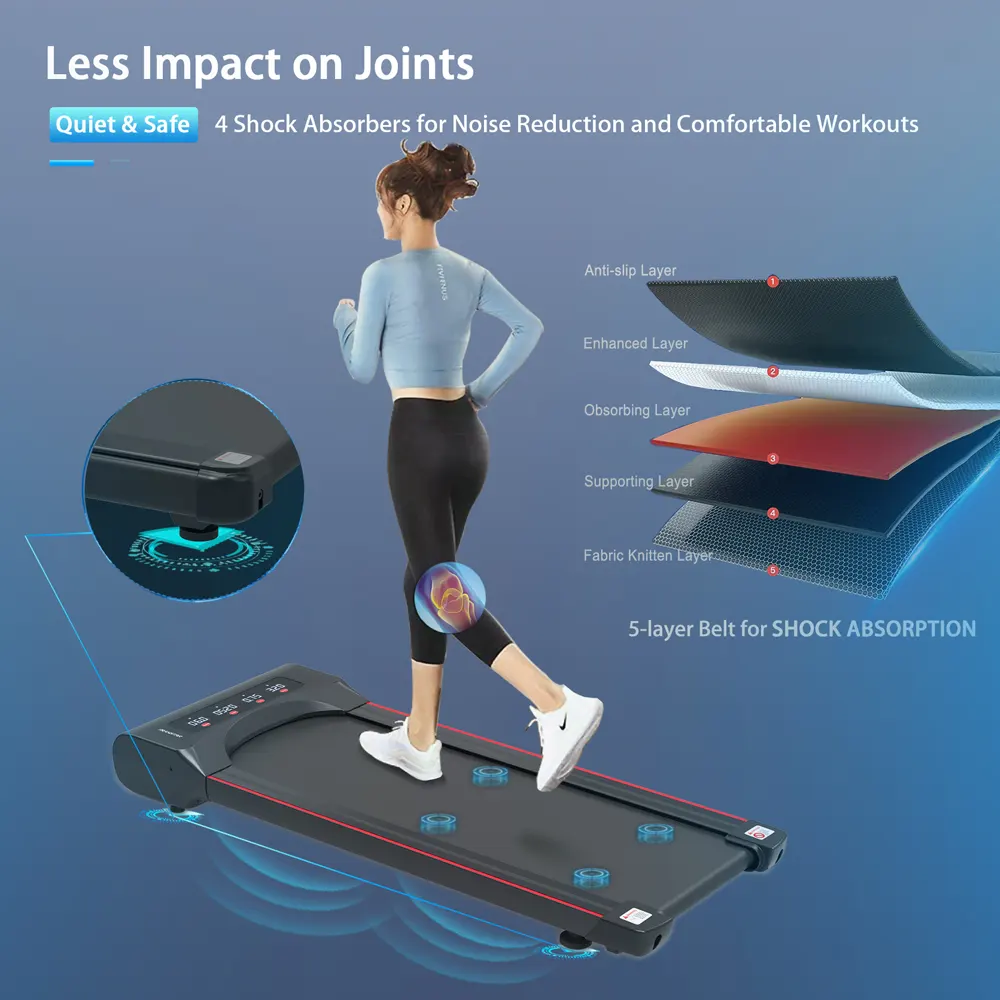 Less Impact on Joints
Quiet & Safe
4 Shock Absorbers for Noise Reduction and Comfortable Workouts
Anti-slip Layer
1
Enhanced Layer
2
Obsorbing Layer
3
Supporting Layer
4
Fabric Knitten Layer
5
5-layer Belt for SHOCK ABSORPTION